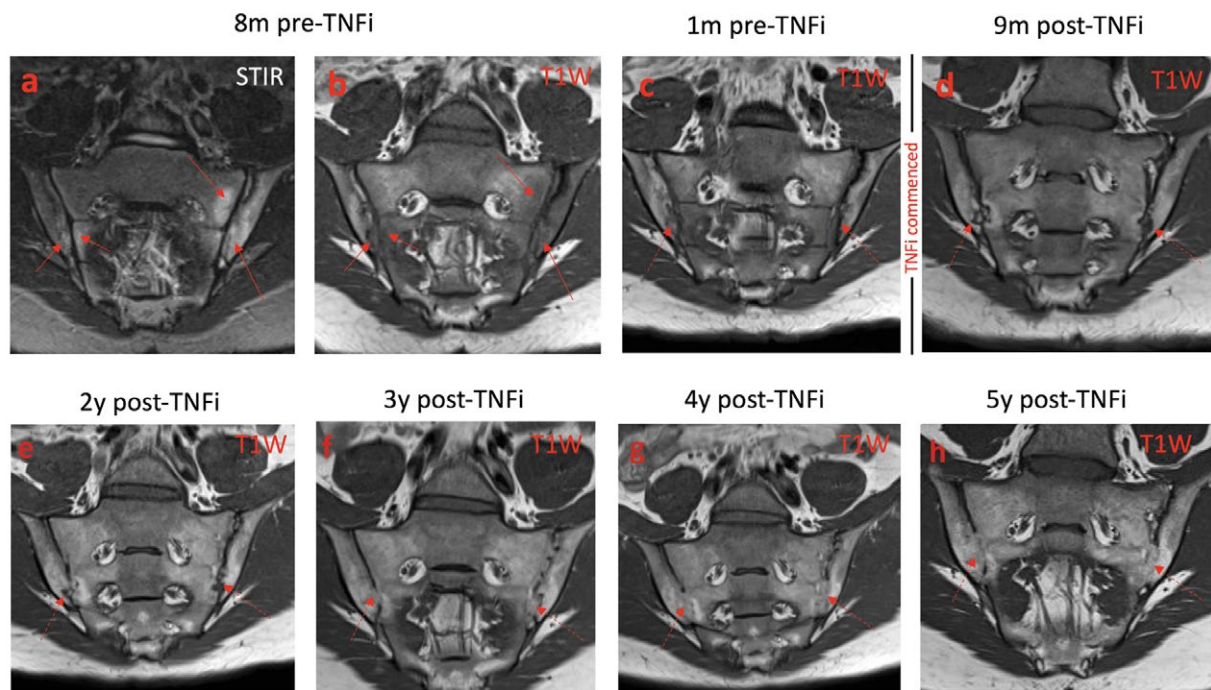 8m pre-TNFi
1m pre-TNFi
9m post-TNFi
a
STIR
b
T1W
c
T1W
TNFi commenced
d
T1W
2y post-TNFi
3y post-TNFi
4y post-TNFi
5y post-TNFi
e
T1W
f
T1W
g
T1W
h
T1W